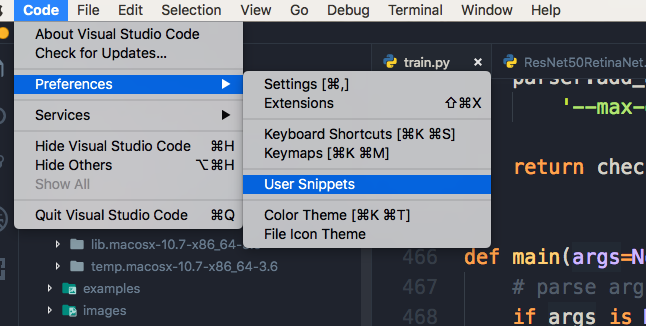 Code File Edit Selection View Go Debug Terminal Window Help
About Visual Studio Code
Check for Updates...
Preferences
Services
Hide Visual Studio Code ⌘H
Hide Others ⌥⌘H
Show All
Quit Visual Studio Code ⌘Q
Settings [⌘,]
Extensions ⇧⌘X
Keyboard Shortcuts [⌘K ⌘S]
Keymaps [⌘K ⌘M]
User Snippets
Color Theme [⌘K ⌘T]
File Icon Theme
lib.macosx-10.7-x86_64-3.6
temp.macosx-10.7-x86_64-3.6
examples
images
train.py
ResNet50RetinaNet.
parser.add_
'--max-
return chec
466 def main(args=No
467 # parse arg
468 if args is